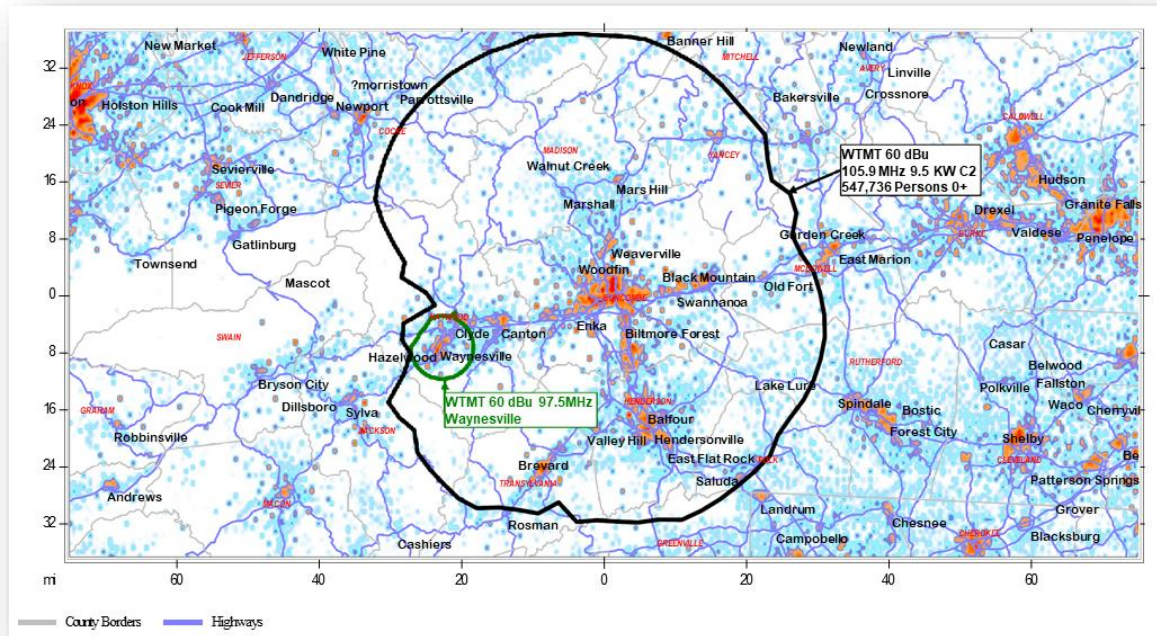 New Market
JEFFERSON
White Pine
Banner Hill
MITCHELL
Newland
AVERY
Linville
32
KNOX
on
Holston Hills
Cook Mill
Dandridge
?morristown
Newport
Parrottsville
Bakersville
Crossnore
24
COCKE
CALDWELL
MADISON
Walnut Creek
YANCEY
WTMT 60 dBu
105.9 MHz 9.5 KW C2
547,736 Persons 0+
Sevierville
SEVIER
16
Pigeon Forge
Mars Hill
Marshall
Hudson
Granite Falls
Drexel
8
Gatlinburg
Garden Creek
BURKE
Valdese
Penelope
Townsend
Weaverville
Woodfin
Black Mountain
MCDOWELL
East Marion
Mascot
0
BUNCOMBE
Swannanoa
Old Fort
SWAIN
Clyde
Canton
Enka
Biltmore Forest
Casar
8
Hazelwood
Waynesville
RUTHERFORD
Belwood
Bryson City
Lake Lure
Polkville
Fallston
WTMT 60 dBu 97.5MHz
Waynesville
16
GRAHAM
Dillsboro
Sylva
JACKSON
HENDERSON
Balfour
Spindale
Bostic
Waco
Cherryvil
Robbinsville
Valley Hill
Hendersonville
Forest City
Shelby
24
Brevard
East Flat Rock
POLK
CLEVELAND
Be
Andrews
MACON
TRANSYLVANIA
Saluda
Patterson Springs
32
Rosman
Landrum
Chesnee
Grover
Cashiers
GREENVILLE
Campobello
CHEROKEE
Blacksburg
mi
60
40
20
0
20
40
60
County Borders
Highways